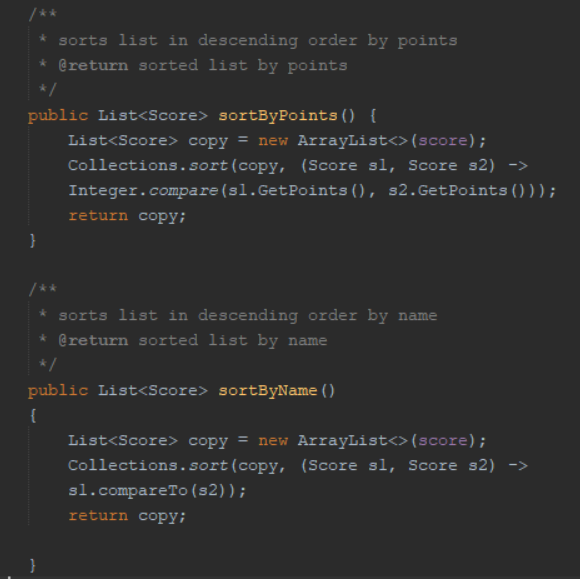 /**
* sorts list in descending order by points
* @return sorted list by points
*/
public List<Score> sortByPoints() {
List<Score> copy = new ArrayList<>(score);
Collections.sort(copy, (Score s1, Score s2) ->
Integer.compare(s1.GetPoints(), s2.GetPoints()));
return copy;
}
/**
* sorts list in descending order by name
* @return sorted list by name
*/
public List<Score> sortByName()
{
List<Score> copy = new ArrayList<>(score);
Collections.sort(copy, (Score s1, Score s2) ->
s1.compareTo(s2));
return copy;
}